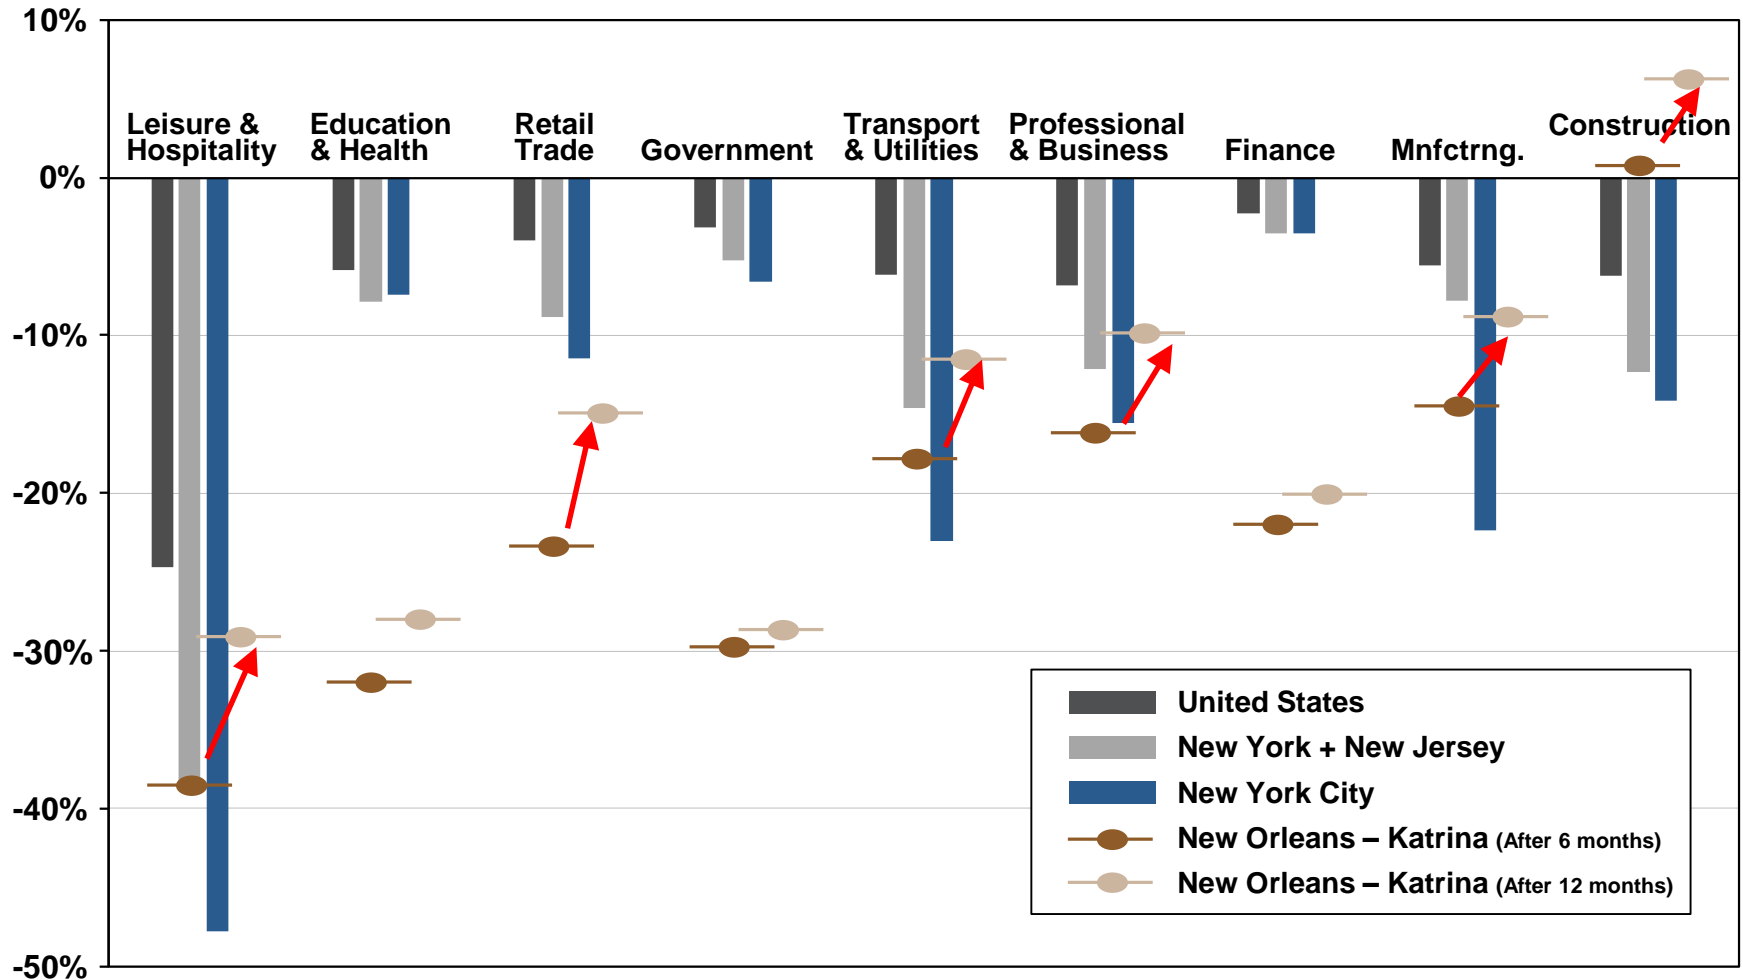 10%
Leisure &
Hospitality
Education
& Health
Retail
Trade
Government
Transport
& Utilities
Professional
& Business
Finance
Mnfctrng.
Construction
0%
-10%
-20%
-30%
-40%
-50%
United States
New York + New Jersey
New York City
New Orleans – Katrina (After 6 months)
New Orleans – Katrina (After 12 months)